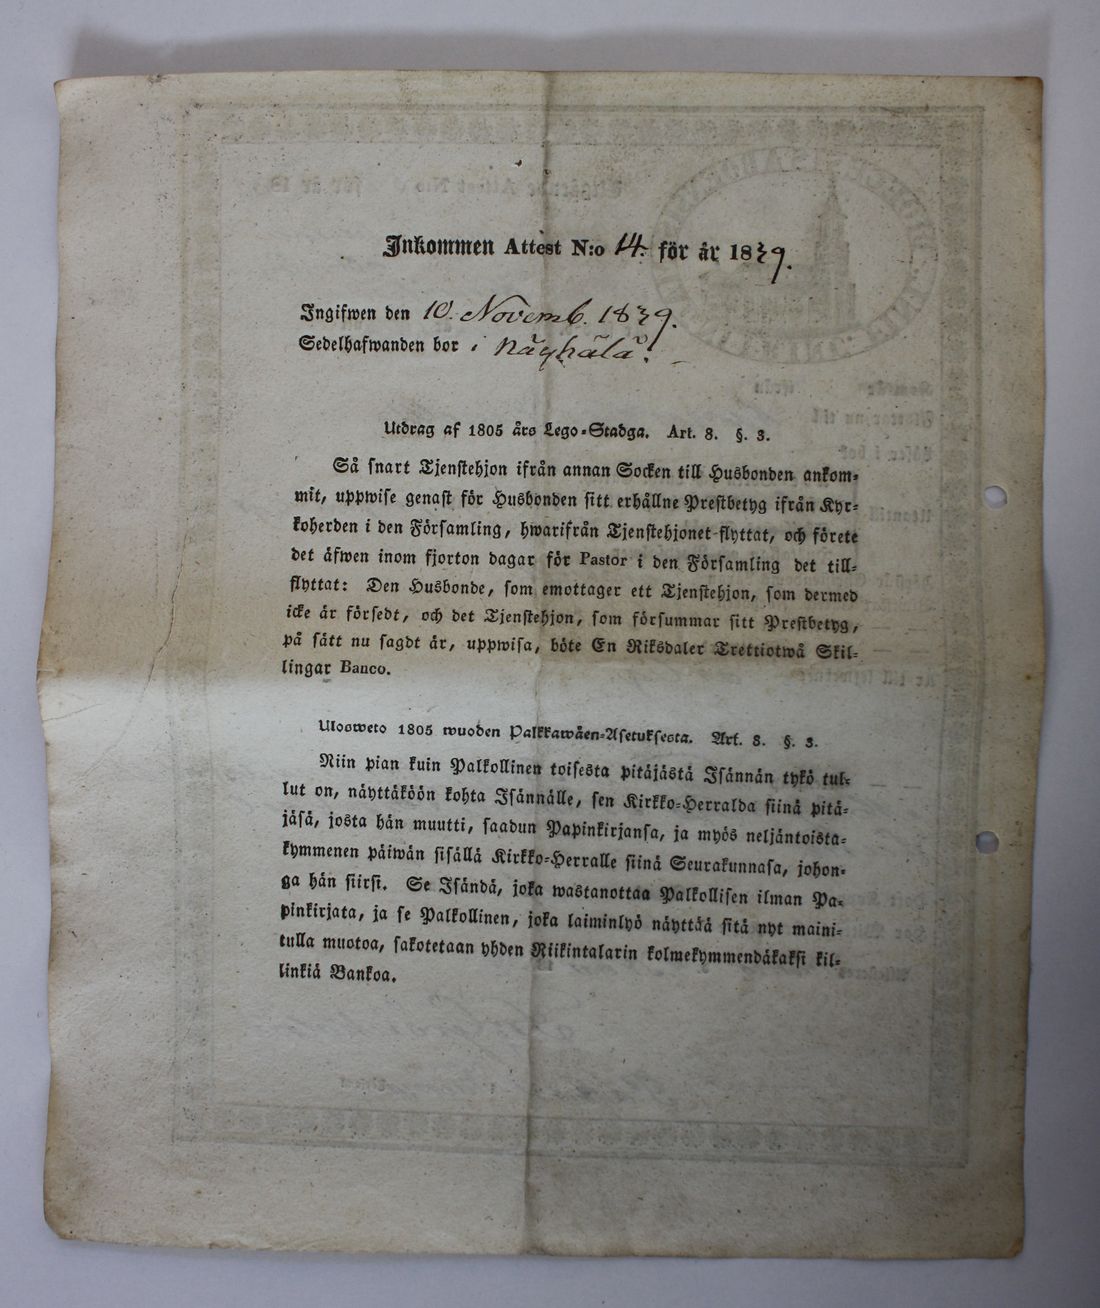 Inkommen Attest N:o 14. för år 1839.
Ingifwen den 10. Novemb. 1839.
Sedelhafwanden bor i
Utdrag af 1805 års Lego-Stadga. Art. 8. §. 3.
Så snart Tjenstehjon ifrån annan Socken till Husbonden ankom-
mit, uppwise genast för Husbonden sitt erhållne Prestbetyg ifrån Kyr-
koherden i den Församling, hwarifrån Tjenstehjonet flyttat, och förete
det äfwen inom fjorton dagar för Pastor i den Församling det till-
flyttat: Den Husbonde, som emottager ett Tjenstehjon, som dermed
icke är försedt, och det Tjenstehjon, som försummar sitt Prestbetyg,
på sätt nu sagdt är, uppwisa, böte En Riksdaler Trettiotwå Skil-
lingar Banco.
Ulosweto 1805 wuoden Palkkawäen-Asetuksesta. Art. 8. §. 3.
Niin pian kuin Palkollinen toisesta pitäjästä Isännän tykö tul-
lut on, näyttäköön kohta Isännälle, sen Kirkko-Herralda siinä pitä-
jäsä, josta hän muutti, saadun Papinkirjansa, ja myös neljäntoista-
kymmenen päiwän sisällä Kirkko-Herralle siinä Seurakunnasa, johon-
ga hän siirsi. Se Isändä, joka wastanottaa Palkollisen ilman Pa-
pinkirjata, ja se Palkollinen, joka laiminlyö näyttää sitä nyt maini-
tulla muotoa, sakotetaan yhden Riikintalarin kolmekymmendäkaksi kil-
linkiä Bankoa.